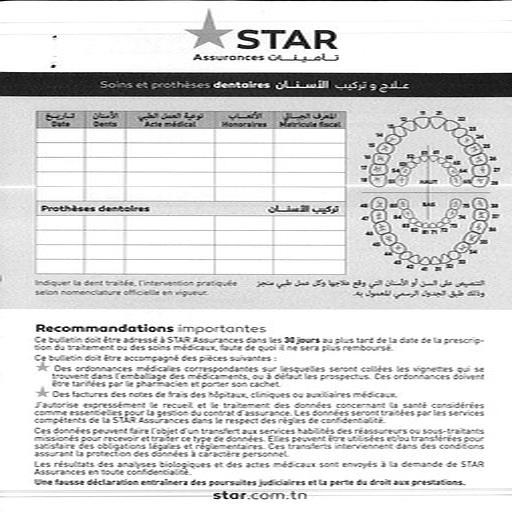 STAR
Assurances تأمينات
Soins et prothèses dentaires علاج و تركيب الأسنان
تاريخ الأسنان نوعية العمل الطبي الأتعاب المعرف الجبائي
Date Dents Acte médical Honoraires Matricule fiscal
Prothèses dentaires تركيب الأسنان
HAUT
BAS
Indiquer la dent traitée, l'intervention pratiquée
selon nomenclature officielle en vigueur.
التنصيص على السن أو الأسنان التي وقع علاجها وكل عمل طبي منجز
وذلك طبق الجدول الرسمي المعمول به.
Recommandations importantes
Ce bulletin doit être adressé à STAR Assurances dans les 30 jours au plus tard de la date de la prescrip-
tion du traitement ou des soins médicaux, faute de quoi il ne sera plus remboursé.
Ce bulletin doit être accompagné des pièces suivantes :
Des ordonnances médicales correspondantes sur lesquelles seront collées les vignettes qui se
trouvent dans l'emballage des médicaments, ou à défaut les prospectus. Ces ordonnances doivent
être tarifées par le pharmacien et porter son cachet.
Des factures des notes de frais des hôpitaux, cliniques ou auxiliaires médicaux.
J'autorise expressément le recueil et le traitement des données concernant la santé considérées
comme essentielles pour la gestion du contrat d'assurance. Les données seront traitées par les services
compétents de la STAR Assurances dans le respect des règles de confidentialité.
Ces données peuvent faire l'objet d'un transfert aux services habilités des réassureurs ou sous-traitants
missionnés pour recevoir et traiter ce type de données. Elles peuvent être utilisées et/ou transférées pour
satisfaire des obligations légales et réglementaires. Ces transferts interviennent dans des conditions
assurant la protection des données à caractère personnel.
Les résultats des analyses biologiques et des actes médicaux sont envoyés à la demande de STAR
Assurances en toute confidentialité.
Une fausse déclaration entraînera des poursuites judiciaires et la perte du droit aux prestations.
star.com.tn